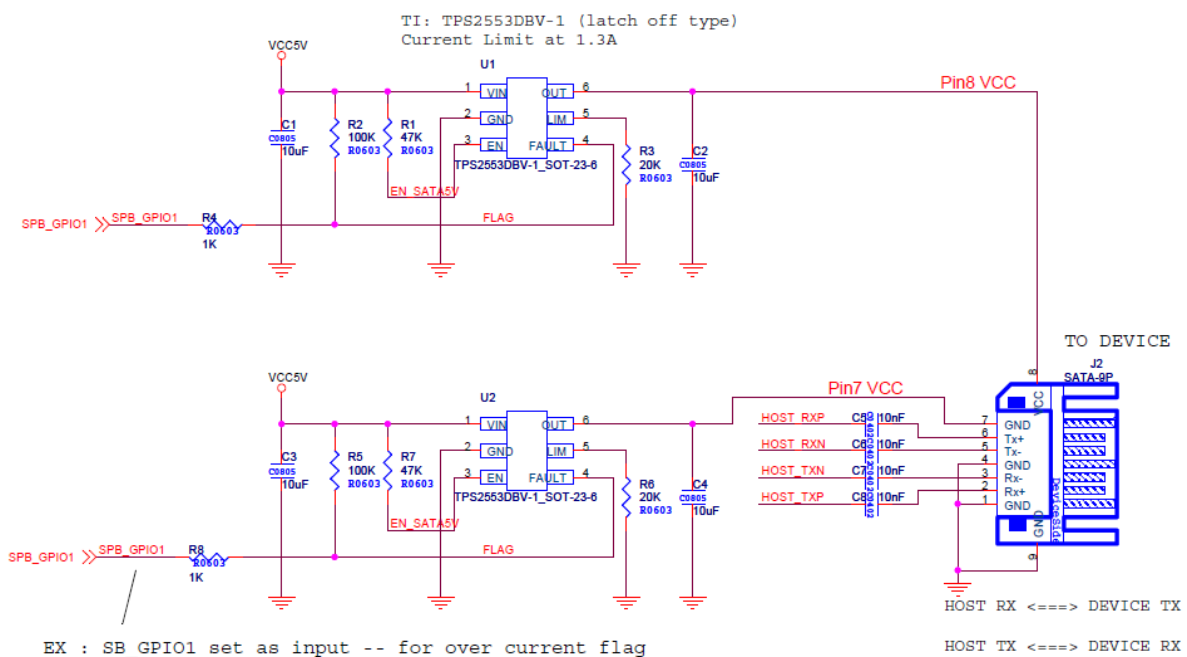 TI: TPS2553DBV-1 (latch off type)
Current Limit at 1.3A
VCC5V
U1
Pin8 VCC
1 VIN OUT 6
2 GND LIM 5
3 EN FAULT 4
TPS2553DBV-1_SOT-23-6
C1
C0805
10uF
R2
100K
R0603
R1
47K
R0603
R3
20K
R0603
C2
C0805
10uF
EN_SATA5V
SPB_GPIO1 SPB_GPIO1
R4
R0603
1K
FLAG
TO DEVICE
J2
SATA-9P
VCC5V
U2
Pin7 VCC
1 VIN OUT 6
2 GND LIM 5
3 EN FAULT 4
TPS2553DBV-1_SOT-23-6
C3
C0805
10uF
R5
100K
R0603
R7
47K
R0603
R6
20K
R0603
C4
C0805
10uF
EN_SATA5V
SPB_GPIO1 SPB_GPIO1
R8
R0603
1K
FLAG
HOST_RXP C5 10nF
HOST_RXN C6 10nF
HOST_TXN C7 10nF
HOST_TXP C8 10nF
C0402
8
VCC
7 GND
6 Tx+
5 Tx-
4 GND
3 Rx-
2 Rx+
1 GND
DeviceSide
GND
9
HOST RX <===> DEVICE TX
HOST TX <===> DEVICE RX
EX : SB GPIO1 set as input -- for over current flag